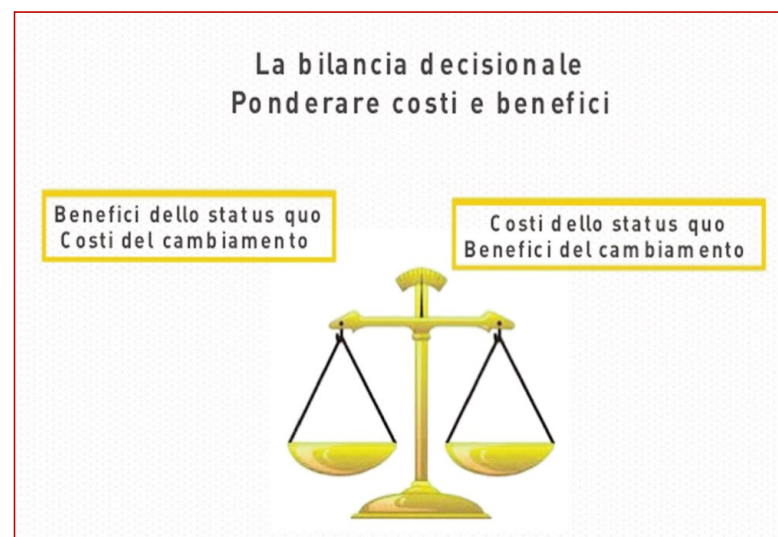 La bilancia decisionale
Ponderare costi e benefici
Benefici dello status quo
Costi del cambiamento
Costi dello status quo
Benefici del cambiamento